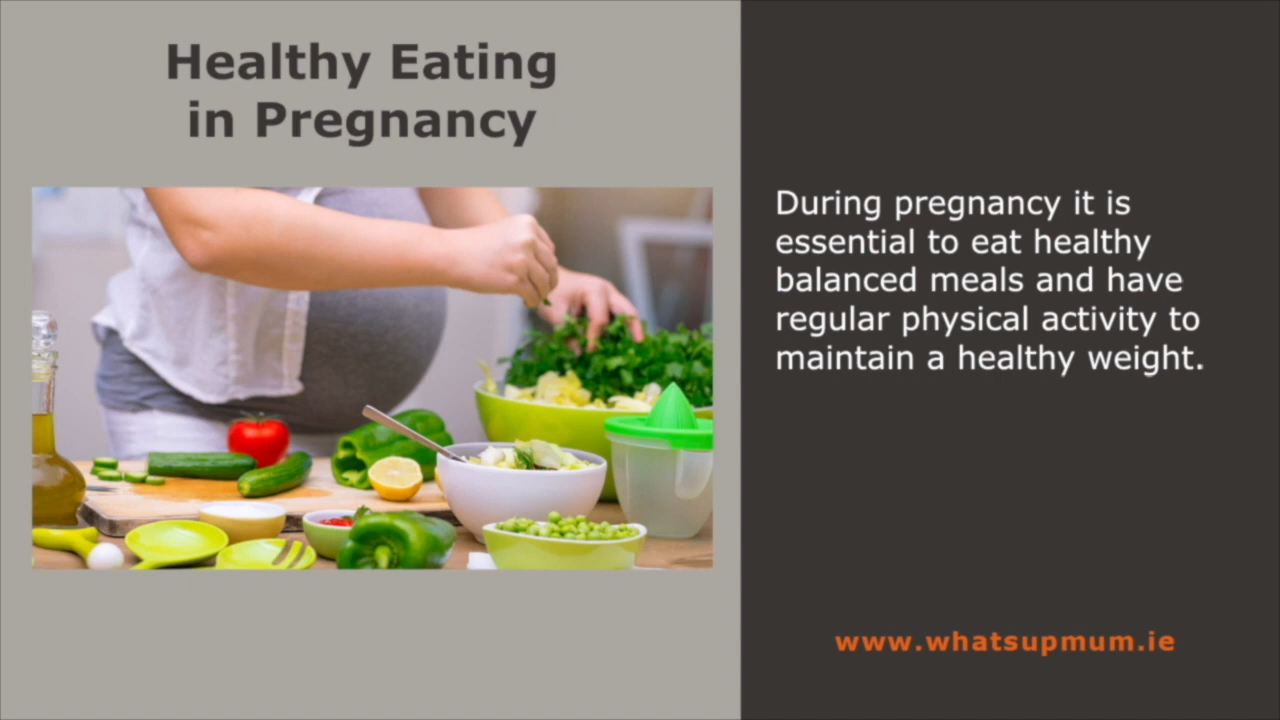 Healthy Eating
in Pregnancy
During pregnancy it is
essential to eat healthy
balanced meals and have
regular physical activity to
maintain a healthy weight.
www.whatsupmum.ie